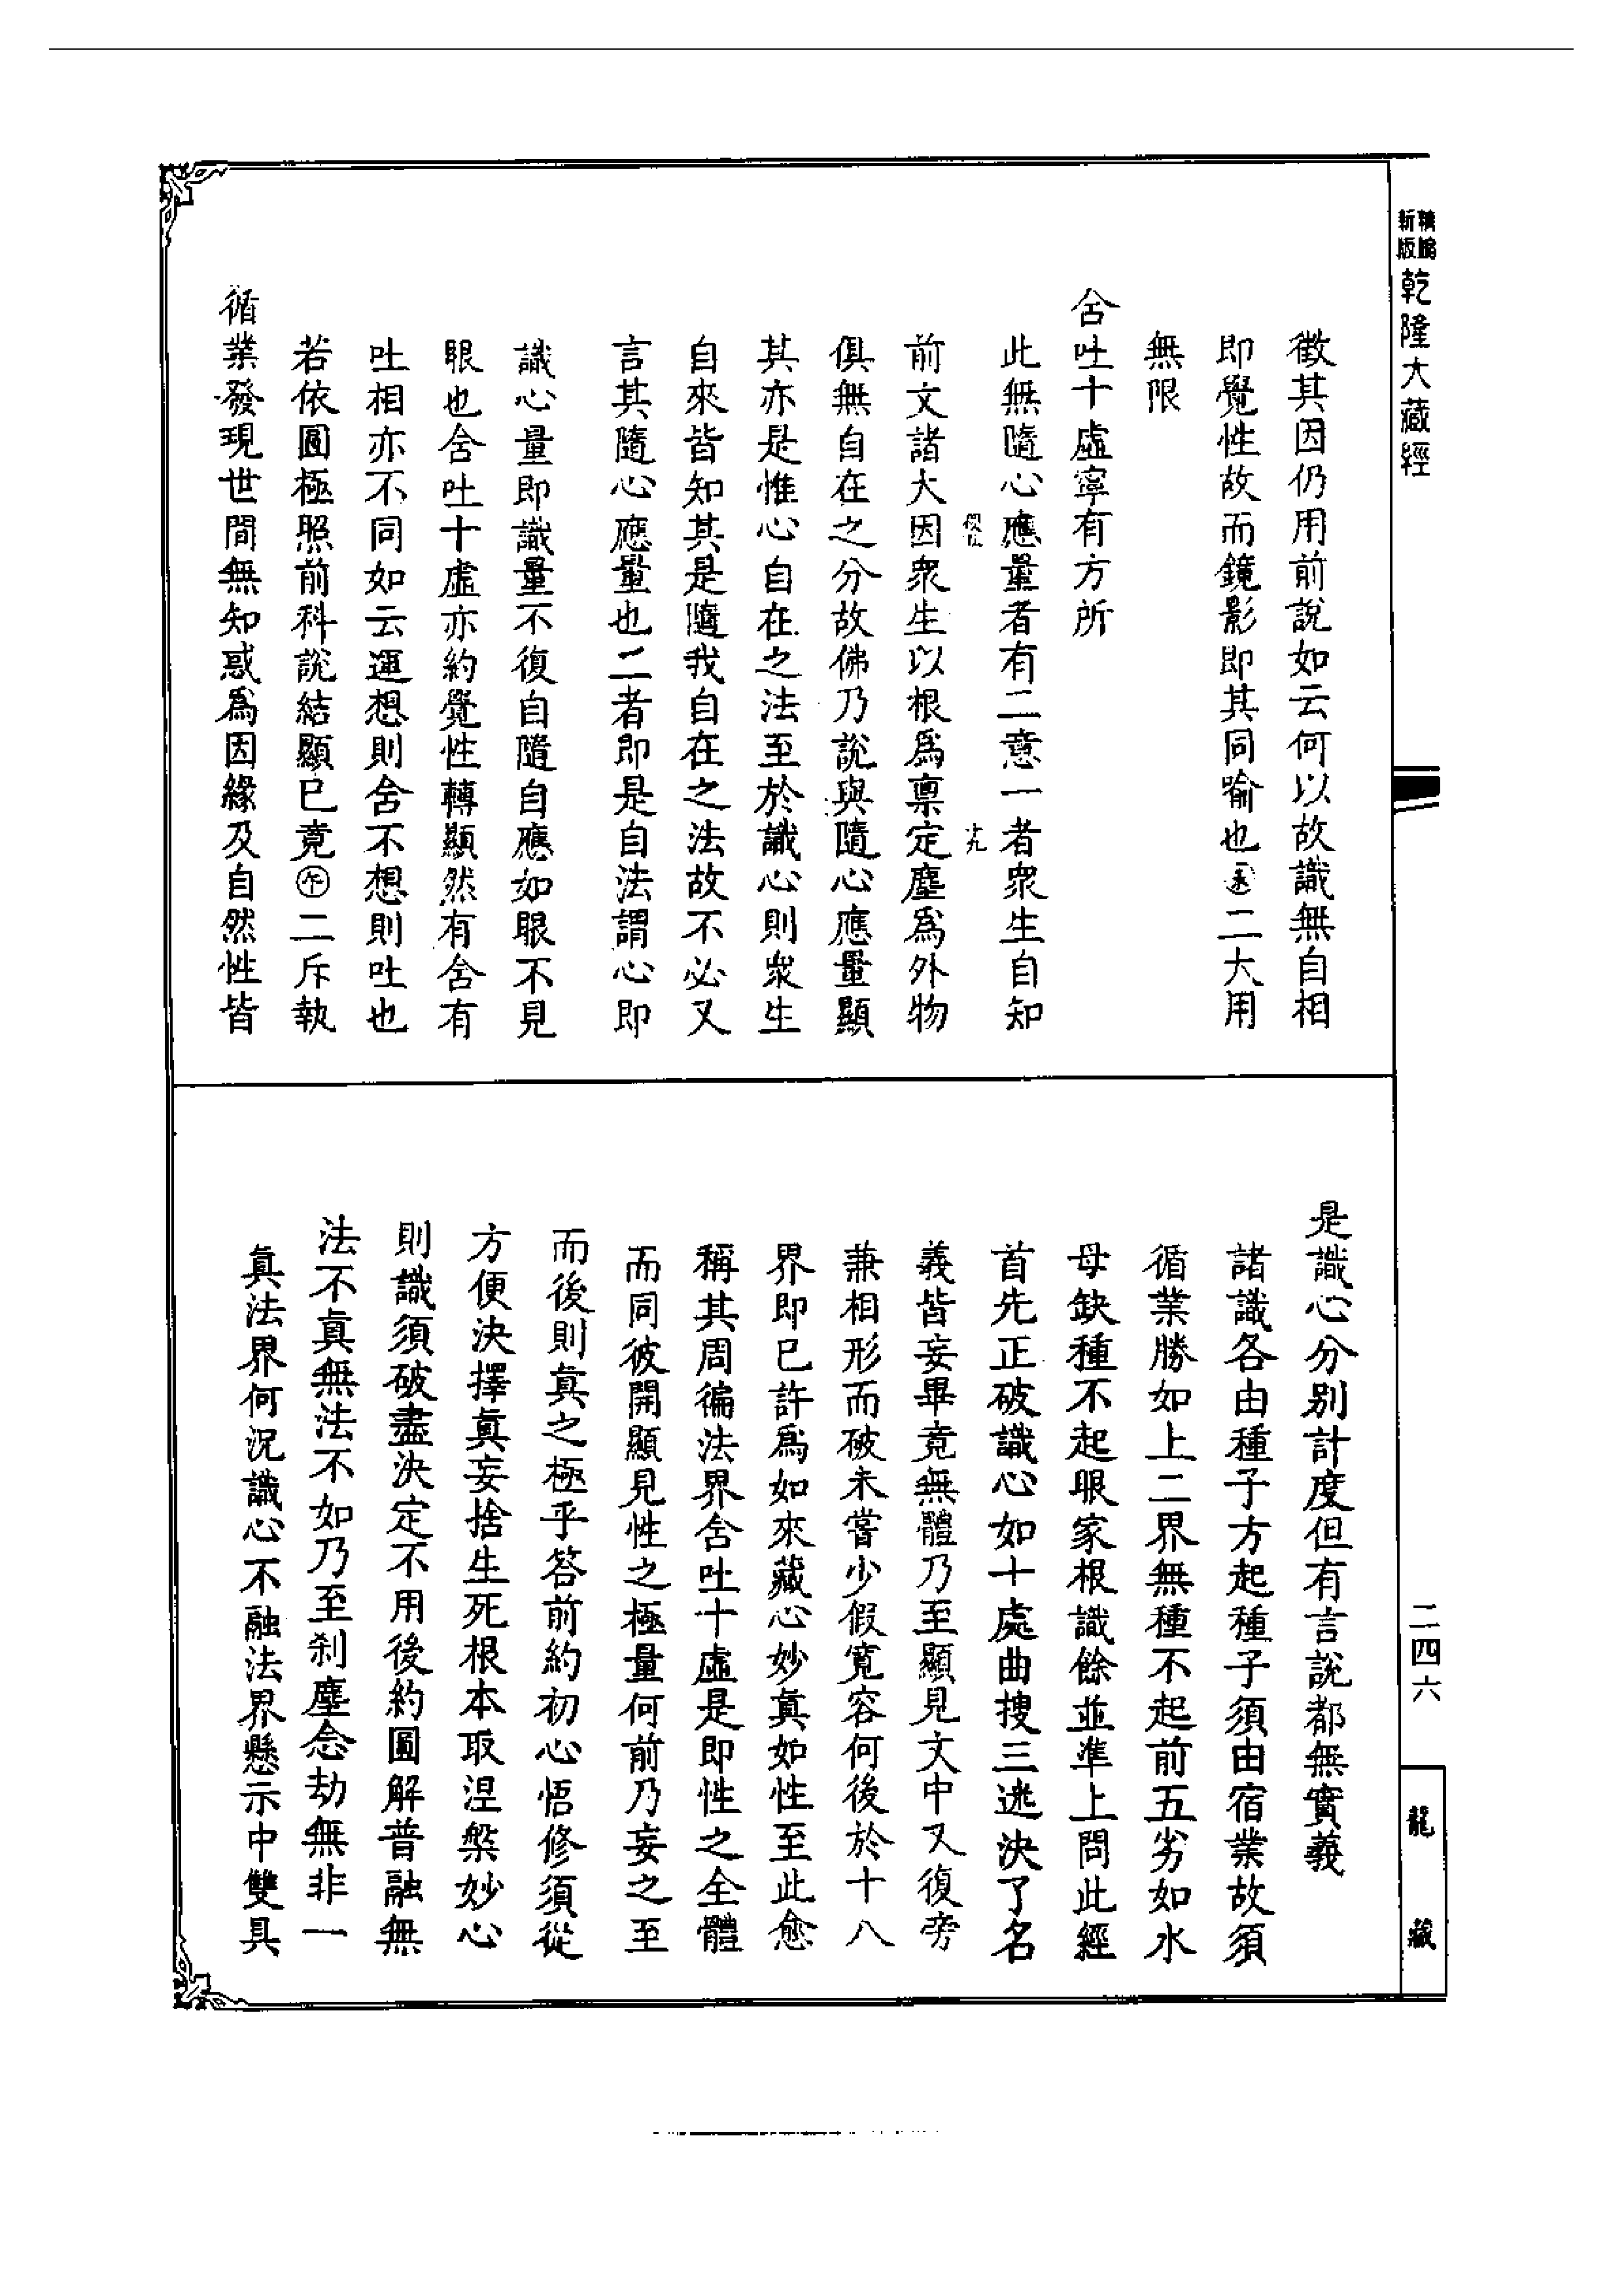 新編
新版
乾隆大藏經
徵其因仍用前說如云何以故識無自相
即覺性故而鏡影即其同喻也二大用
無限
含吐十虛寧有方所
此無隨心應量者有二意一者衆生自知
前文諸大因衆生以根爲禀定塵爲外物
俱無自在之分故佛乃說與隨心應量顯
其亦是惟心自在之法至於識心則衆生
自來皆知其是隨我自在之法故不必又
言其隨心應量也二者即是自法謂心即
識心量即識量不復自隨自應如眼不見
眼也含吐十虛亦約覺性轉顯然有含有
吐相亦不同如云運想則含不想則吐也
若依圓極照前科說結顯已竟㊥二斥執
循業發現世間無知惑爲因緣及自然性皆
是識心分別計度但有言說都無實義
諸識各由種子方起種子須由宿業故須
循業勝如上二界無種不起前五劣如水
母缺種不起眼家根識餘並準上問此經
首先正破識心如十處曲搜三逃決了名
義皆妄畢竟無體乃至顯見文中又復旁
兼相形而破未嘗少假寬容何後於十八
界即已許爲如來藏心妙真如性至此愈
稱其周徧法界含吐十虛是即性之全體
而同彼開顯見性之極量何前乃妄之至
而後則真之極乎答前約初心悟修須從
方便決擇真妄捨生死根本取涅槃妙心
則識須破盡決定不用後約圓解普融無
法不真無法不如乃至刹塵念劫無非一
真法界何況識心不融法界懸示中雙具
二四六
龍藏